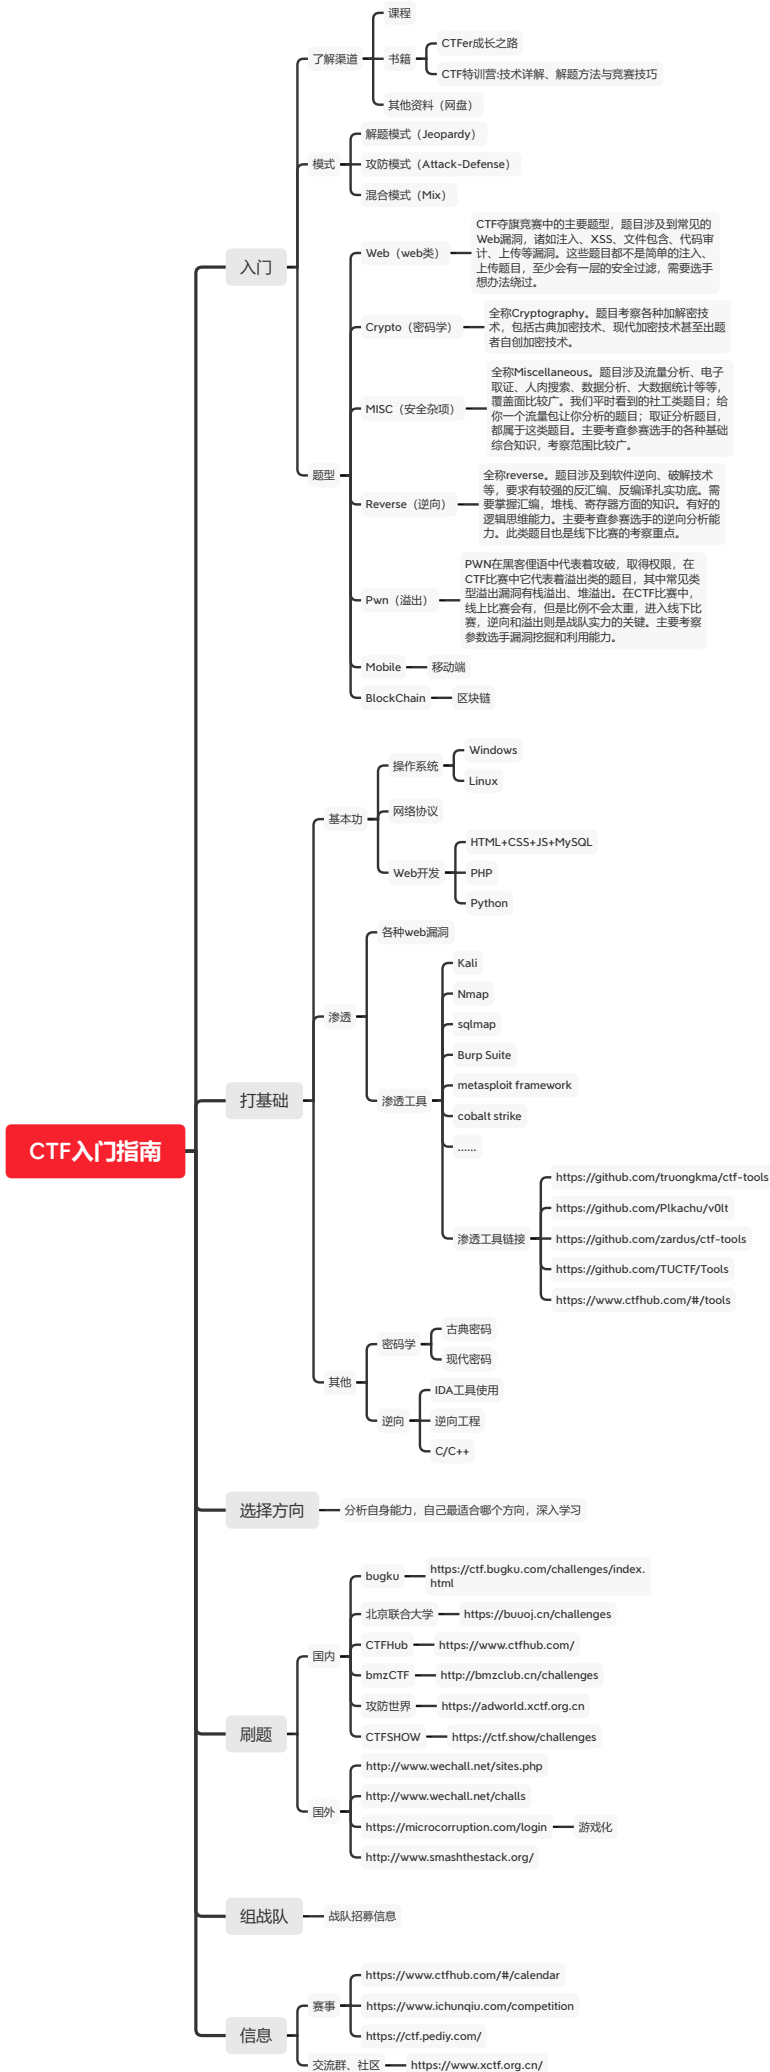 CTF入门指南
入门
了解渠道
课程
书籍
CTFer成长之路
CTF特训营:技术详解、解题方法与竞赛技巧
其他资料（网盘）
模式
解题模式（Jeopardy）
攻防模式（Attack-Defense）
混合模式（Mix）
题型
Web（web类）
CTF夺旗竞赛中的主要题型，题目涉及到常见的
Web漏洞，诸如注入、XSS、文件包含、代码审
计、上传等漏洞。这些题目都不是简单的注入、
上传题目，至少会有一层的安全过滤，需要选手
想办法绕过。
Crypto（密码学）
全称Cryptography。题目考察各种加解密技
术，包括古典加密技术、现代加密技术甚至出题
者自创加密技术。
MISC（安全杂项）
全称Miscellaneous。题目涉及流量分析、电子
取证、人肉搜索、数据分析、大数据统计等等，
覆盖面比较广。我们平时看到的社工类题目；给
你一个流量包让你分析的题目；取证分析题目，
都属于这类题目。主要考查参赛选手的各种基础
综合知识，考察范围比较广。
Reverse（逆向）
全称reverse。题目涉及到软件逆向、破解技术
等，要求有较强的反汇编、反编译扎实功底。需
要掌握汇编，堆栈、寄存器方面的知识。有好的
逻辑思维能力。主要考查参赛选手的逆向分析能
力。此类题目也是线下比赛的考察重点。
Pwn（溢出）
PWN在黑客俚语中代表着攻破，取得权限，在
CTF比赛中它代表着溢出类的题目，其中常见类
型溢出漏洞有栈溢出、堆溢出。在CTF比赛中，
线上比赛会有，但是比例不会太重，进入线下比
赛，逆向和溢出则是战队实力的关键。主要考察
参数选手漏洞挖掘和利用能力。
Mobile
移动端
BlockChain
区块链
打基础
基本功
操作系统
Windows
Linux
网络协议
Web开发
HTML+CSS+JS+MySQL
PHP
Python
渗透
各种web漏洞
渗透工具
Kali
Nmap
sqlmap
Burp Suite
metasploit framework
cobalt strike
……
渗透工具链接
https://github.com/truongkma/ctf-tools
https://github.com/Plkachu/v0lt
https://github.com/zardus/ctf-tools
https://github.com/TUCTF/Tools
https://www.ctfhub.com/#/tools
其他
密码学
古典密码
现代密码
逆向
IDA工具使用
逆向工程
C/C++
选择方向
分析自身能力，自己最适合哪个方向，深入学习
刷题
国内
bugku
https://ctf.bugku.com/challenges/index.
html
北京联合大学
https://buuoj.cn/challenges
CTFHub
https://www.ctfhub.com/
bmzCTF
http://bmzclub.cn/challenges
攻防世界
https://adworld.xctf.org.cn
CTFSHOW
https://ctf.show/challenges
国外
http://www.wechall.net/sites.php
http://www.wechall.net/challs
https://microcorruption.com/login
游戏化
http://www.smashthestack.org/
组战队
战队招募信息
信息
赛事
https://www.ctfhub.com/#/calendar
https://www.ichunqiu.com/competition
https://ctf.pediy.com/
交流群、社区
https://www.xctf.org.cn/